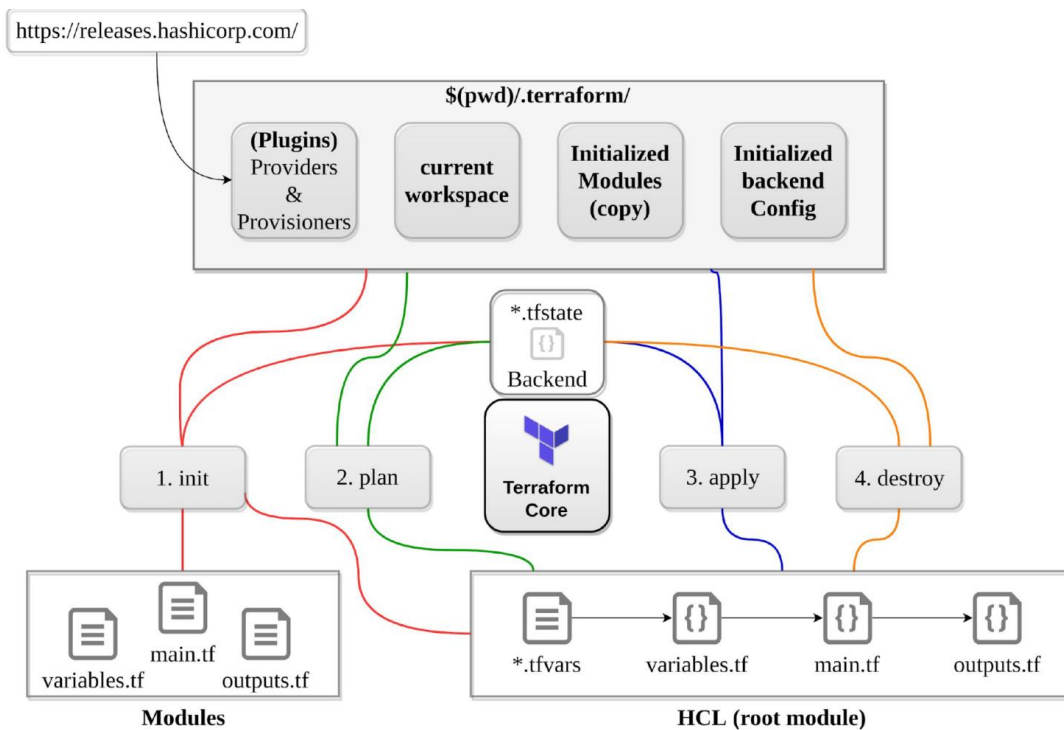 https://releases.hashicorp.com/
$(pwd)/.terraform/
(Plugins)
Providers
&
Provisioners
current
workspace
Initialized
Modules
(copy)
Initialized
backend
Config
*.tfstate
{}
Backend
1. init
2. plan
Terraform
Core
3. apply
4. destroy
variables.tf
main.tf
outputs.tf
Modules
*.tfvars
{}
variables.tf
{}
main.tf
{}
outputs.tf
HCL (root module)